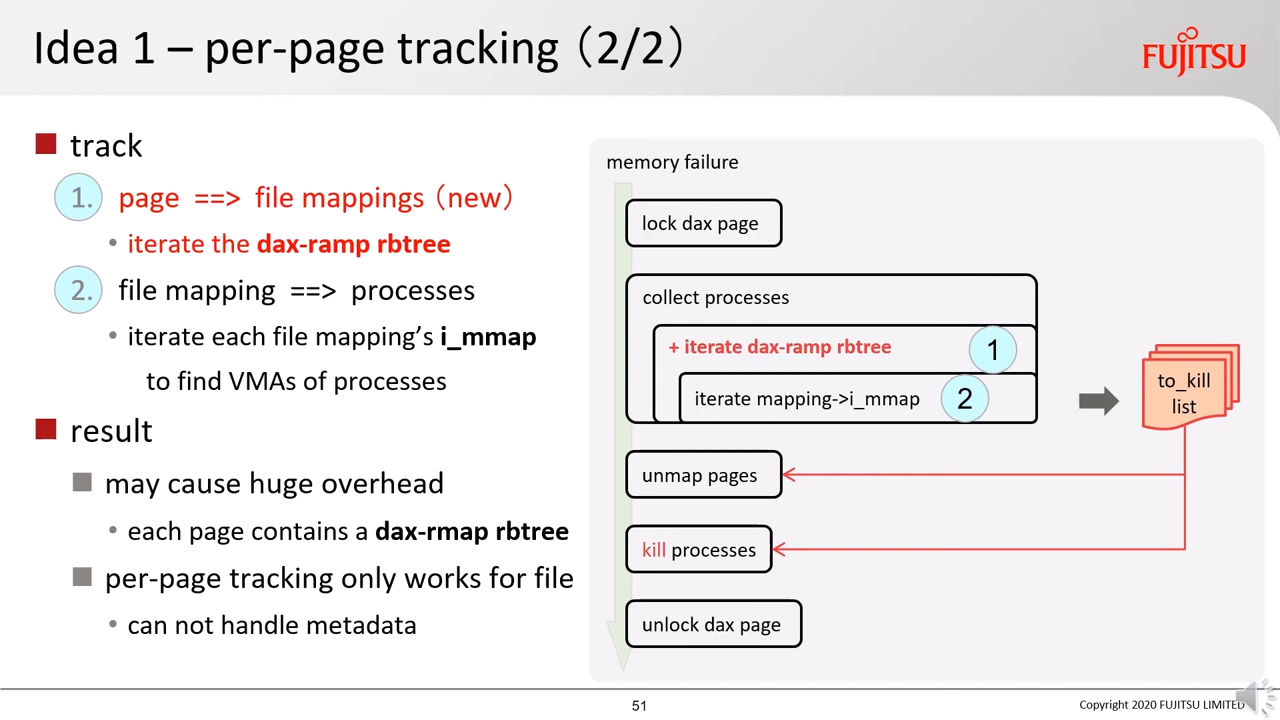 Idea 1 – per-page tracking（2/2）
FUJITSU
track
1. page ==> file mappings（new）
• iterate the dax-ramp rbtree
2. file mapping ==> processes
• iterate each file mapping’s i_mmap
to find VMAs of processes
result
may cause huge overhead
• each page contains a dax-rmap rbtree
per-page tracking only works for file
• can not handle metadata
memory failure
lock dax page
collect processes
+ iterate dax-ramp rbtree
1
iterate mapping->i_mmap
2
to_kill
list
unmap pages
kill processes
unlock dax page
51
Copyright 2020 FUJITSU LIMITED